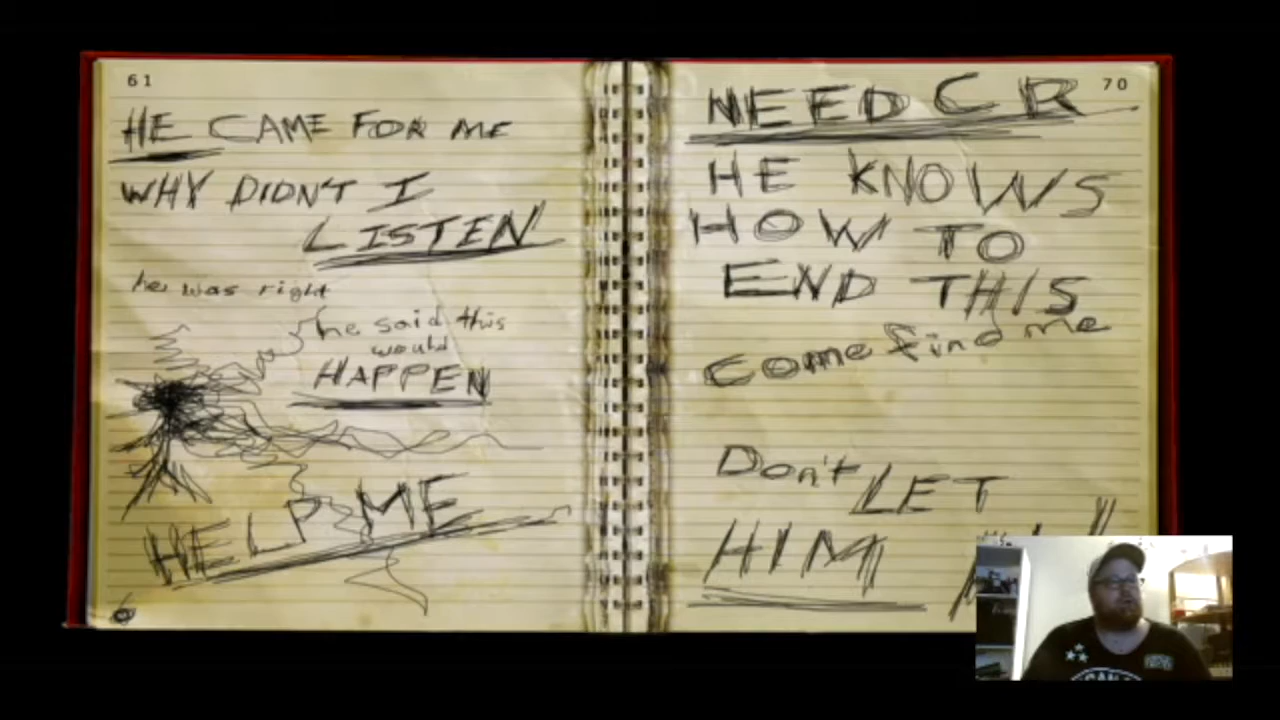 61
HE CAME FOR ME
WHY DIDN'T I
LISTEN
he was right
he said this
would
HAPPEN
HELP ME
70
NEED CR
HE KNOWS
HOW TO
END THIS
come find me
Don't LET
HIM